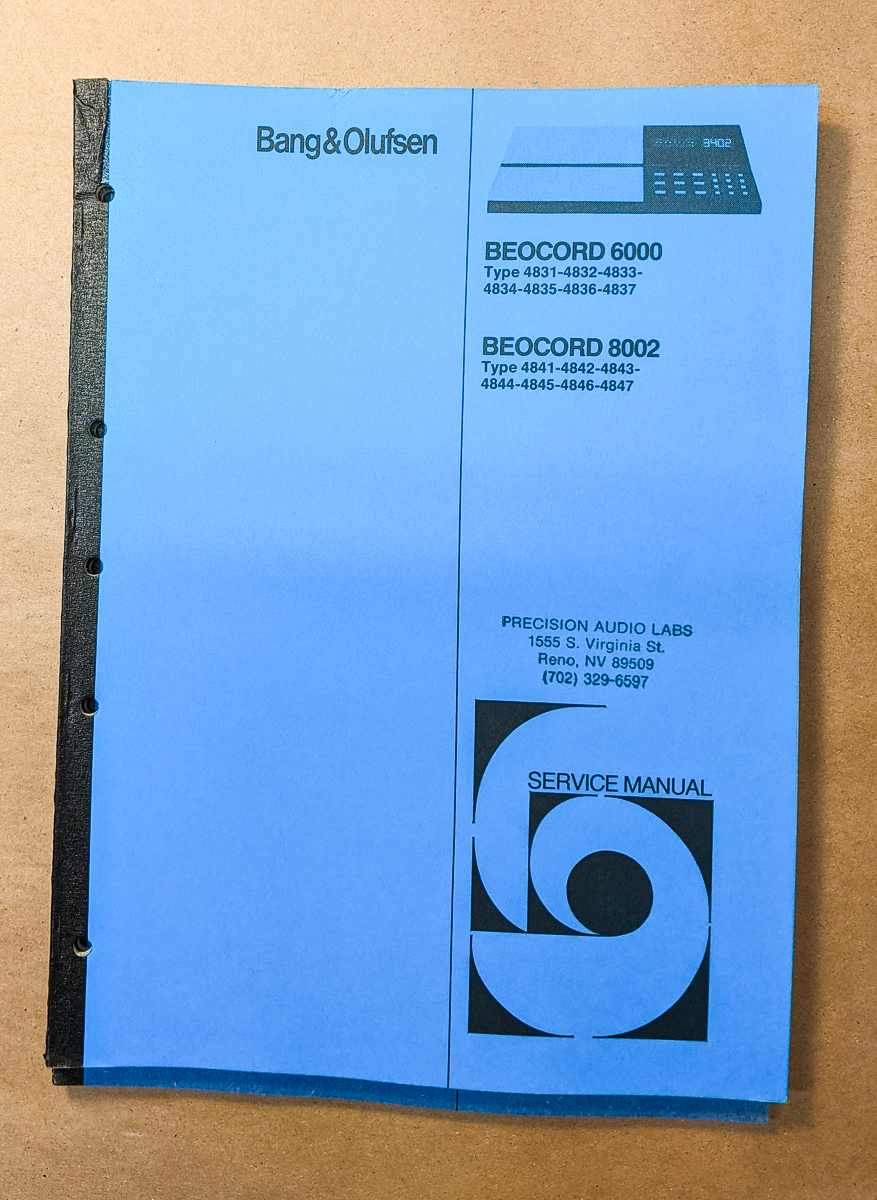 Bang&Olufsen
3402
BEOCORD 6000
Type 4831-4832-4833-
4834-4835-4836-4837
BEOCORD 8002
Type 4841-4842-4843-
4844-4845-4846-4847
PRECISION AUDIO LABS
1555 S. Virginia St.
Reno, NV 89509
(702) 329-6597
SERVICE MANUAL